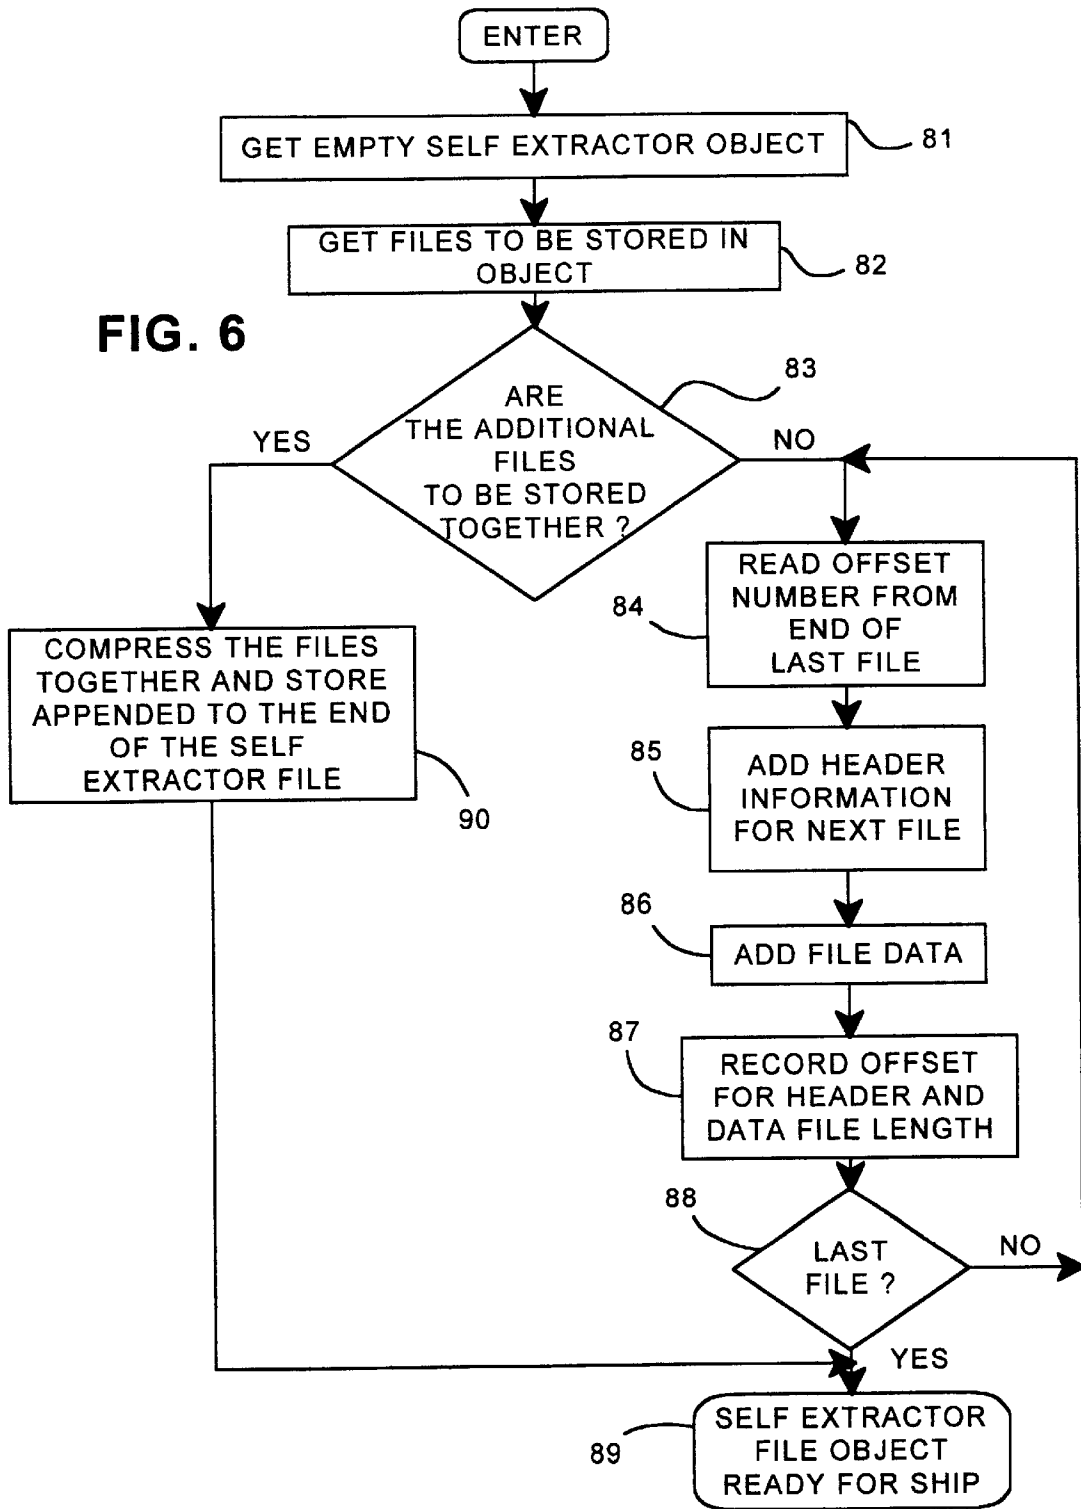 ENTER
GET EMPTY SELF EXTRACTOR OBJECT
81
GET FILES TO BE STORED IN
OBJECT
82
FIG. 6
ARE
THE ADDITIONAL
FILES
TO BE STORED
TOGETHER ?
83
YES
NO
READ OFFSET
NUMBER FROM
END OF
LAST FILE
84
COMPRESS THE FILES
TOGETHER AND STORE
APPENDED TO THE END
OF THE SELF
EXTRACTOR FILE
90
85
ADD HEADER
INFORMATION
FOR NEXT FILE
86
ADD FILE DATA
87
RECORD OFFSET
FOR HEADER AND
DATA FILE LENGTH
88
LAST
FILE ?
NO
YES
SELF EXTRACTOR
FILE OBJECT
READY FOR SHIP
89